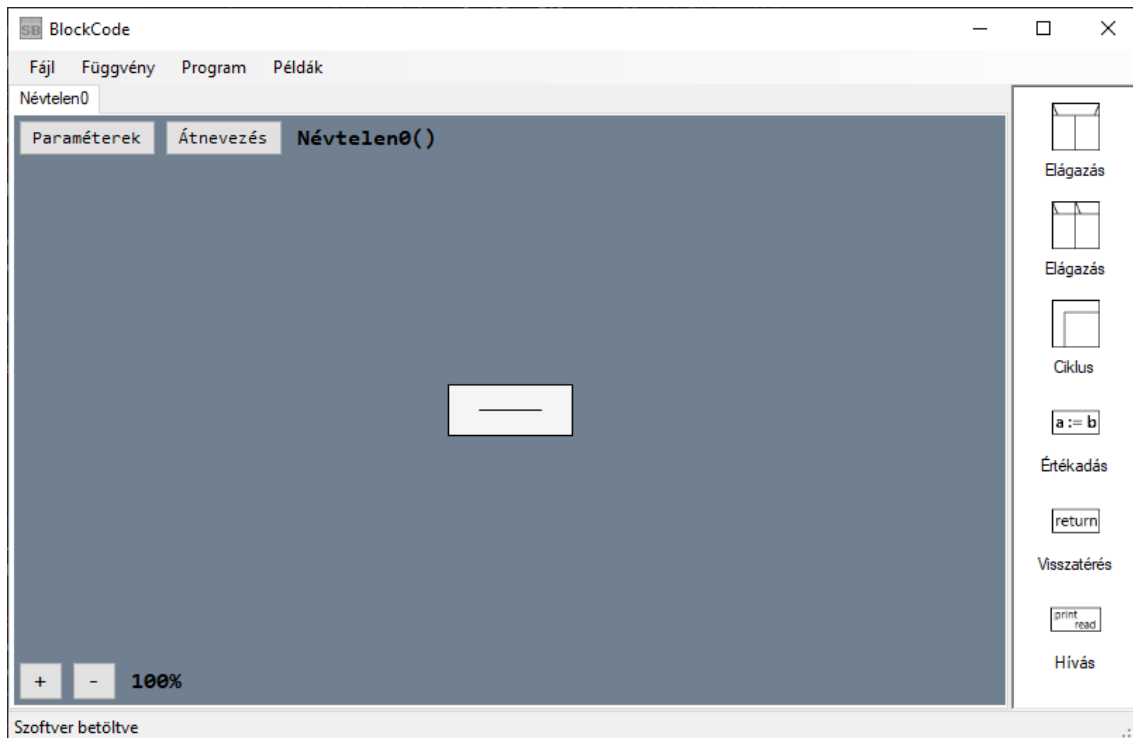 SB BlockCode
Fájl Függvény Program Példák
Névtelen0
Paraméterek Átnevezés Névtelen0()
Elágazás
Elágazás
Ciklus
a := b
Értékadás
return
Visszatérés
print
read
Hívás
+ - 100%
Szoftver betöltve